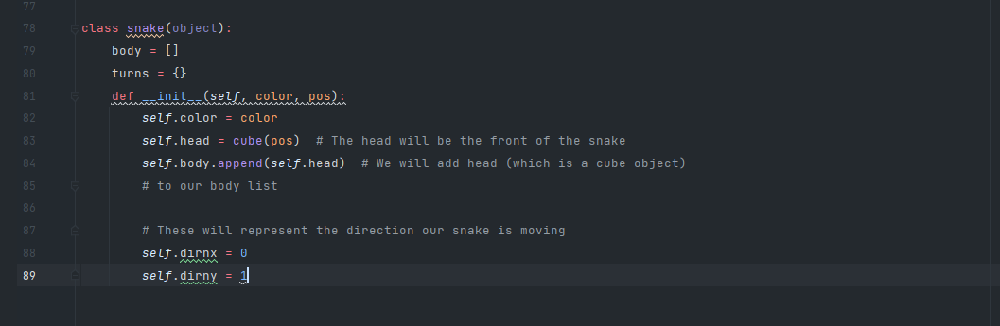 77
78 class snake(object):
79 body = []
80 turns = {}
81 def __init__(self, color, pos):
82 self.color = color
83 self.head = cube(pos)  # The head will be the front of the snake
84 self.body.append(self.head)  # We will add head (which is a cube object)
85 # to our body list
86
87 # These will represent the direction our snake is moving
88 self.dirnx = 0
89 self.dirny = 1